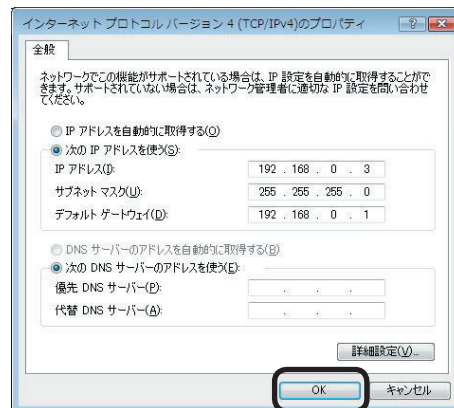 インターネット プロトコル バージョン 4 (TCP/IPv4)のプロパティ
全般
ネットワークでこの機能がサポートされている場合は、IP 設定を自動的に取得することがで
きます。サポートされていない場合は、ネットワーク管理者に適切な IP 設定を問い合わせ
てください。
IP アドレスを自動的に取得する(O)
次の IP アドレスを使う(S):
IP アドレス(I): 192 . 168 . 0 . 3
サブネット マスク(U): 255 . 255 . 255 . 0
デフォルト ゲートウェイ(D): 192 . 168 . 0 . 1
DNS サーバーのアドレスを自動的に取得する(B)
次の DNS サーバーのアドレスを使う(E):
優先 DNS サーバー(P): . . .
代替 DNS サーバー(A): . . .
詳細設定(V)...
OK キャンセル